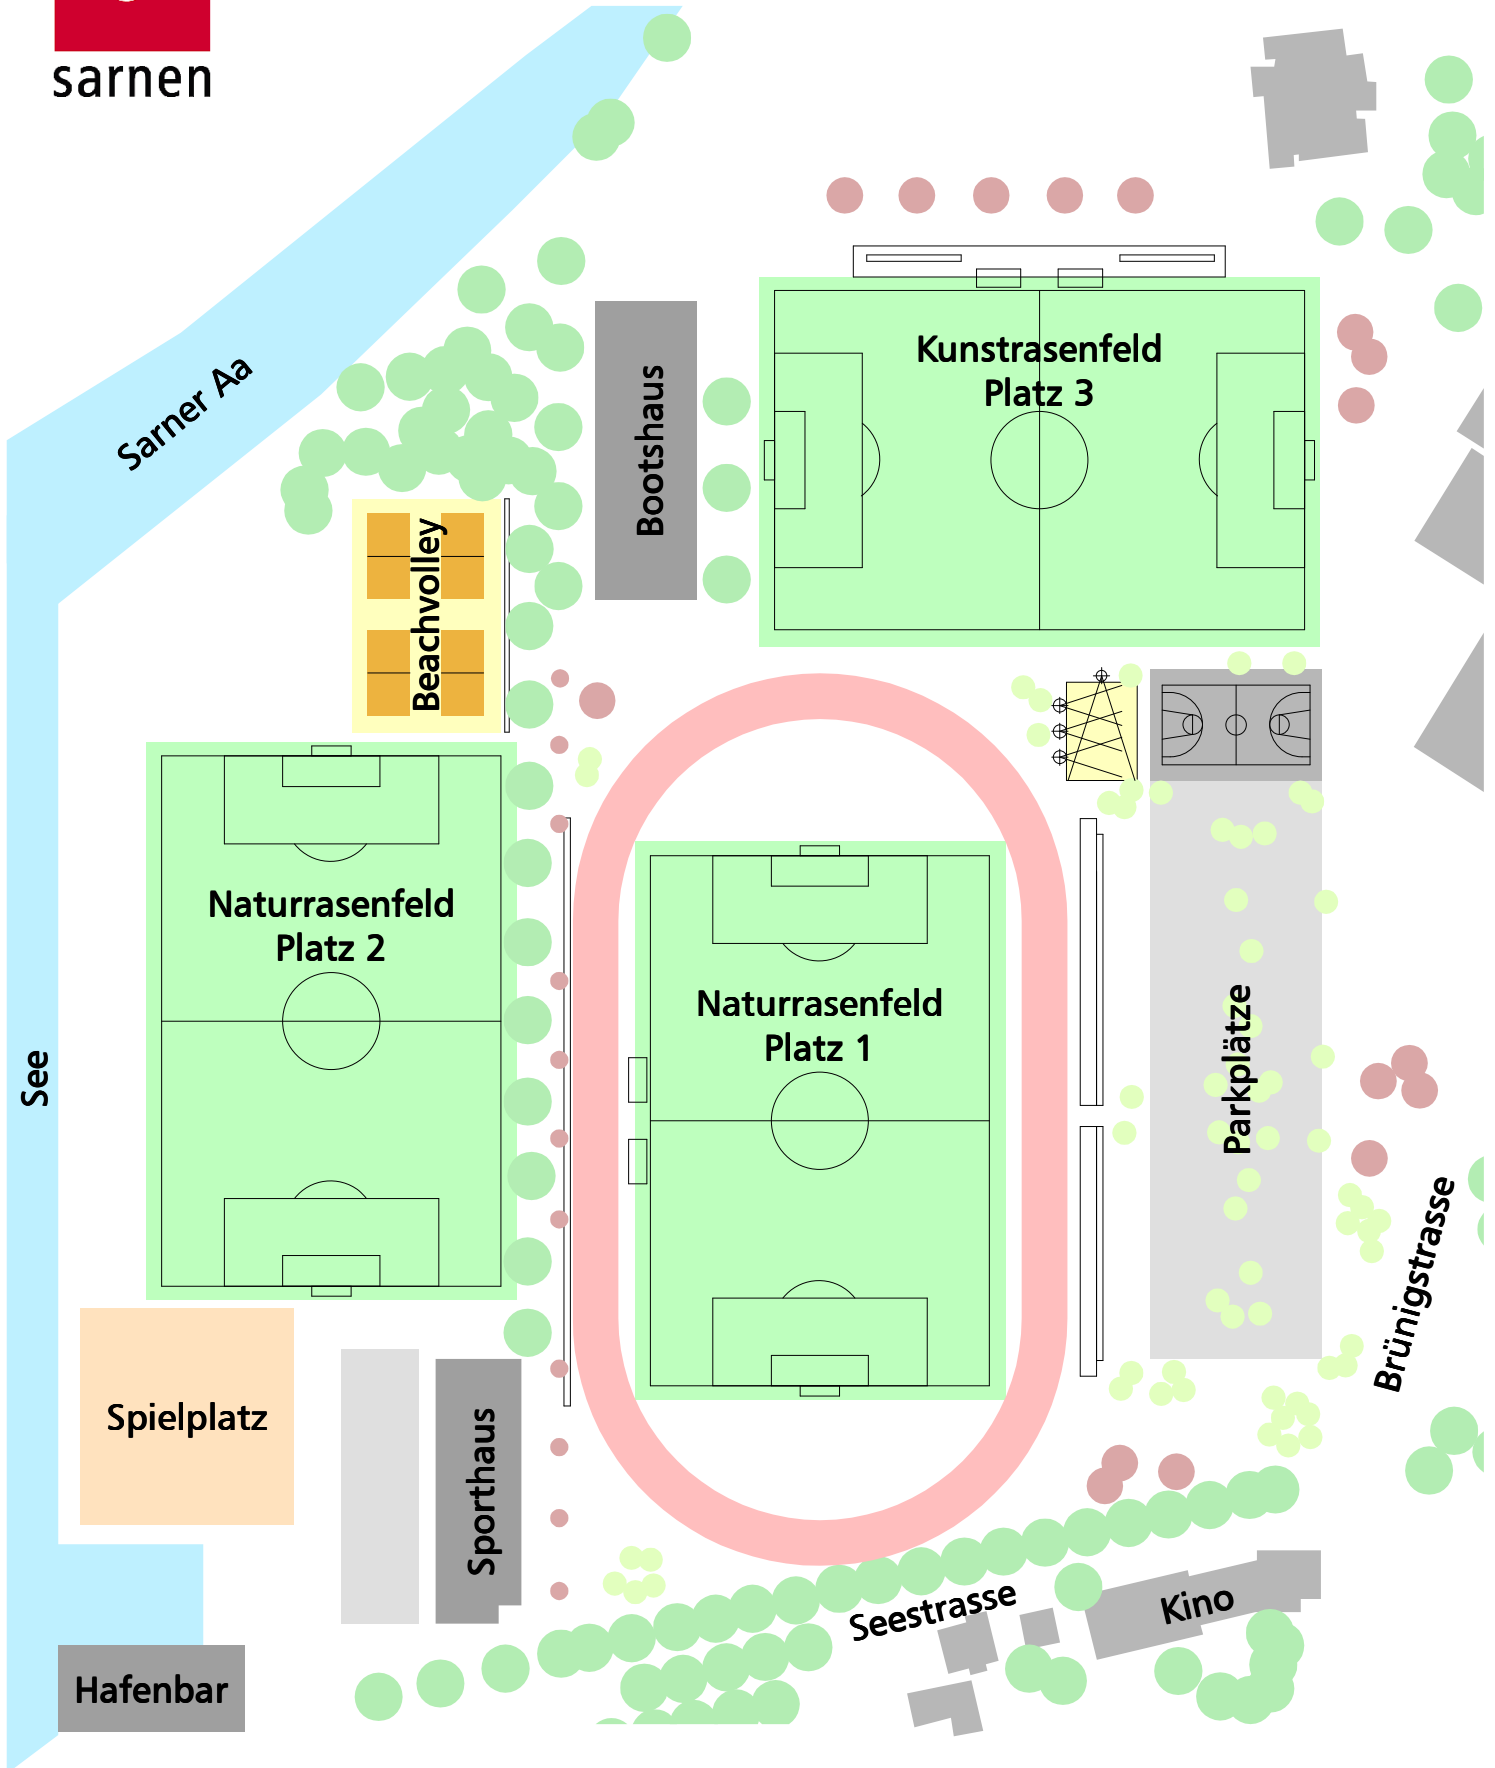 sarnen
Kunstrasenfeld
Platz 3
Sarner Aa
Bootshaus
Beachvolley
Naturrasenfeld
Platz 2
Naturrasenfeld
Platz 1
Parkplätze
See
Brünigstrasse
Spielplatz
Sporthaus
Seestrasse
Kino
Hafenbar